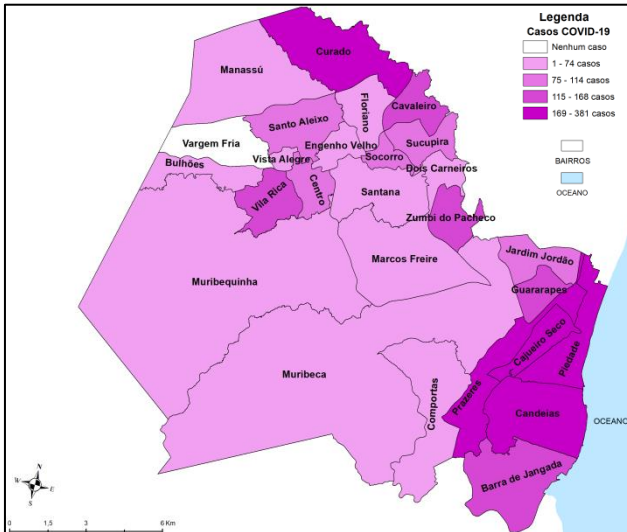 Legenda
Casos COVID-19
Nenhum caso
1 - 74 casos
75 - 114 casos
115 - 168 casos
169 - 381 casos
BAIRROS
OCEANO
Curado
Manassú
Floriano
Cavaleiro
Santo Aleixo
Vargem Fria
Engenho Velho
Sucupira
Bulhões
Vista Alegre
Socorro
Dois Carneiros
Vila Rica
Centro
Santana
Zumbi do Pacheco
Marcos Freire
Jardim Jordão
Muribequinha
Guararapes
Cajueiro Seco
Piedade
Muribeca
Comportas
Prazeres
Candeias
OCEANO
Barra de Jangada
N
W
E
S
0 1,5 3 6 Km